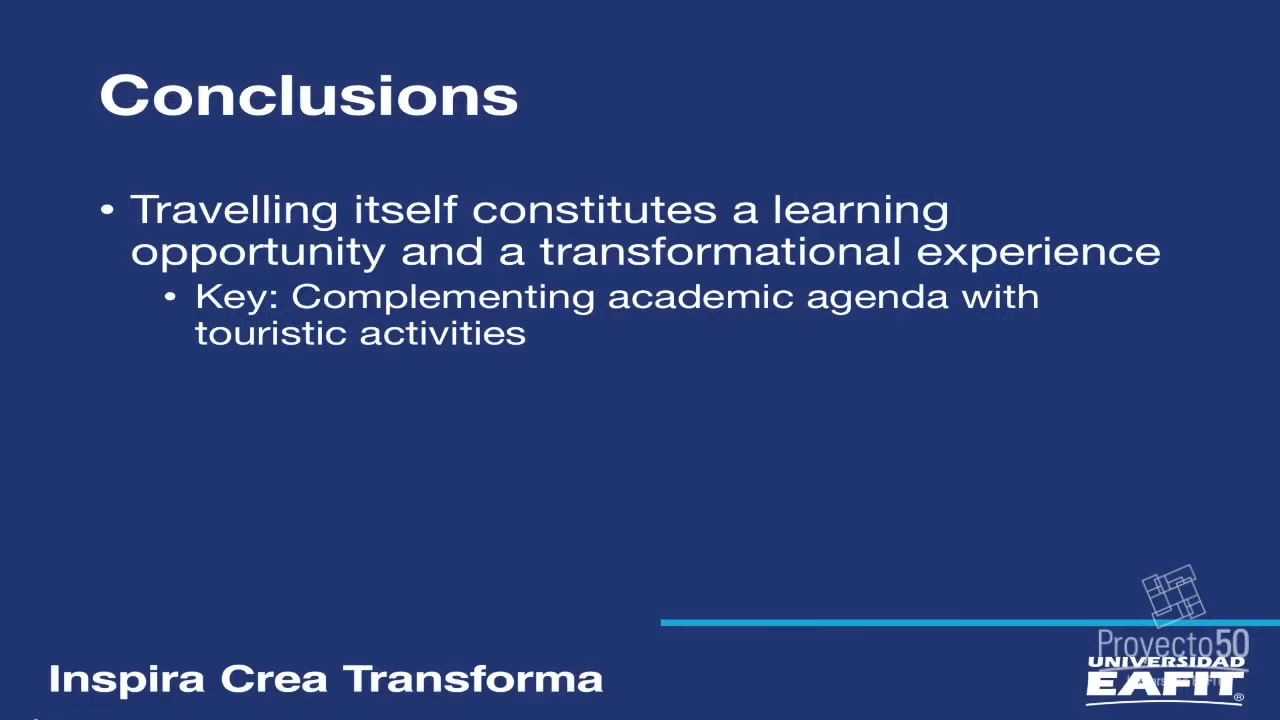 Conclusions
• Travelling itself constitutes a learning
opportunity and a transformational experience
• Key: Complementing academic agenda with
touristic activities
Proyecto50
UNIVERSIDAD
EAFIT®
Inspira Crea Transforma